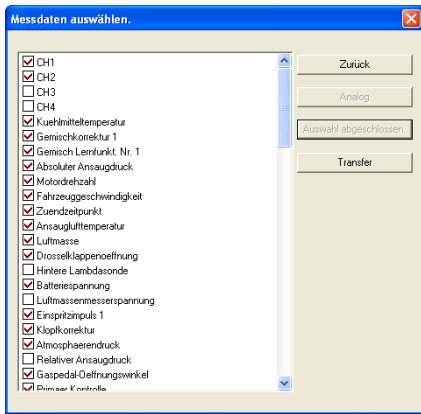 Messdaten auswählen.
CH1
CH2
CH3
CH4
Kuehlmitteltemperatur
Gemischkorrektur 1
Gemisch Lernfunkt. Nr. 1
Absoluter Ansaugdruck
Motordrehzahl
Fahrzeuggeschwindigkeit
Zuendzeitpunkt
Ansauglufttemperatur
Luftmasse
Drosselklappenoeffnung
Hintere Lambdasonde
Batteriespannung
Luftmassenmesserspannung
Einspritzimpuls 1
Klopfkorrektur
Atmosphaerendruck
Relativer Ansaugdruck
Gaspedal-Oeffnungswinkel
Primaer Kontrolle
Zurück
Analog
Auswahl abgeschlossen.
Transfer